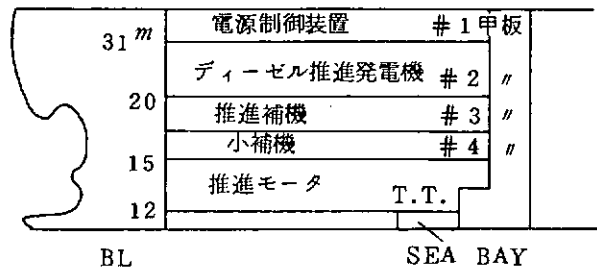 電源制御装置 #1甲板
31m
ディーゼル推進発電機 #2 〃
20
推進補機 #3 〃
小補機 #4 〃
15
推進モータ T.T.
12
BL SEA BAY